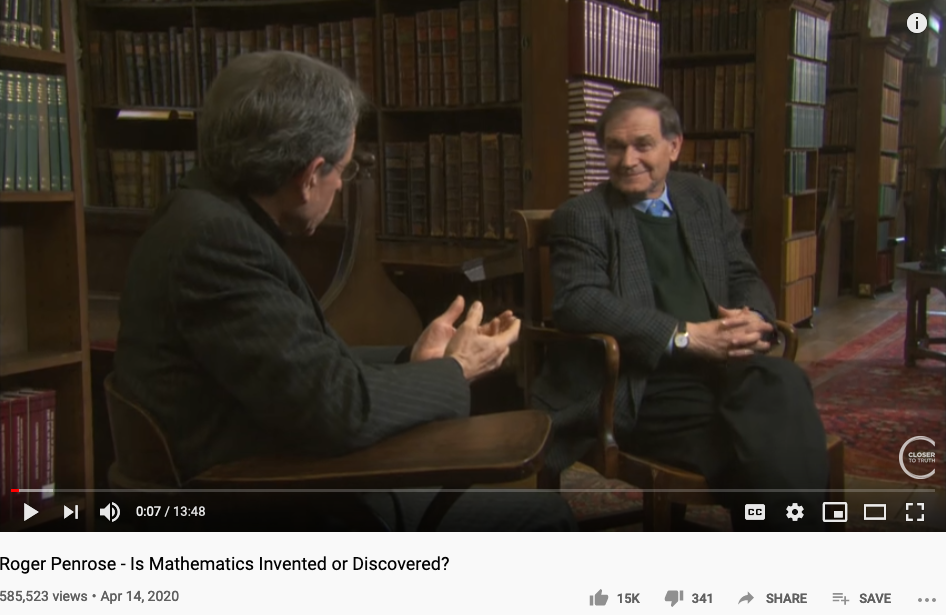 CLOSER
TO TRUTH
CC
0:07 / 13:48
Roger Penrose - Is Mathematics Invented or Discovered?
585,523 views • Apr 14, 2020
15K
341
SHARE
SAVE